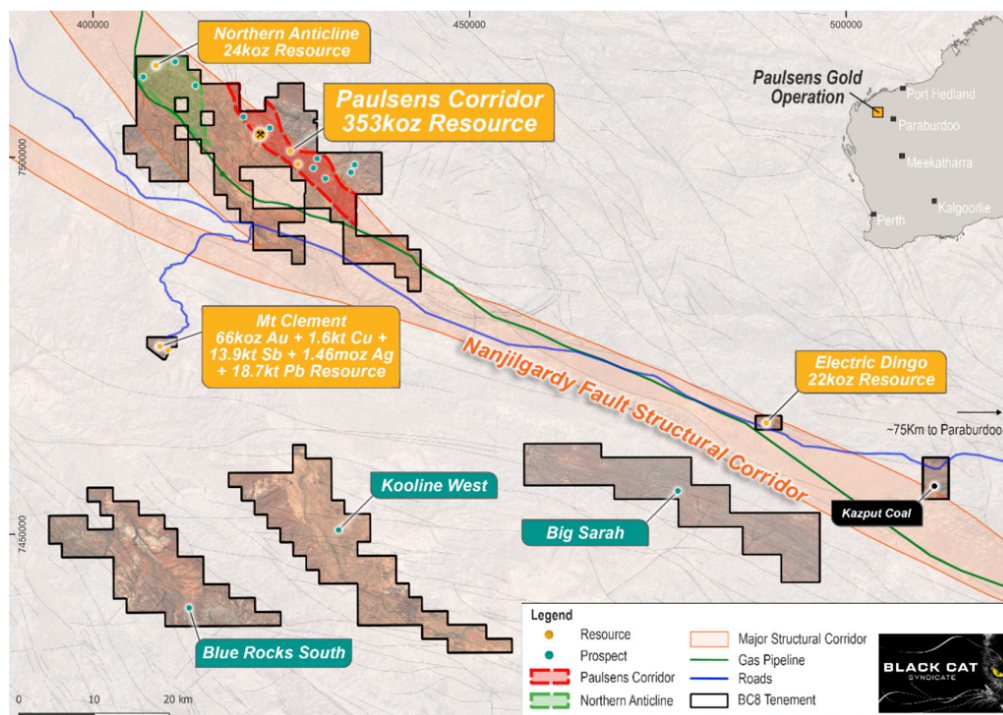 400000
450000
500000
Northern Anticline
24koz Resource
Paulsens Corridor
353koz Resource
Paulsens Gold
Operation
Port Hedland
Paraburdoo
Meekatharra
Kalgoorlie
Perth
7500000
Mt Clement
66koz Au + 1.6kt Cu +
13.9kt Sb + 1.46moz Ag
+ 18.7kt Pb Resource
Nanjilgardy Fault Structural Corridor
Electric Dingo
22koz Resource
~75Km to Paraburdoo
Kooline West
Big Sarah
Kazput Coal
7450000
Blue Rocks South
Legend
Resource
Prospect
Paulsens Corridor
Northern Anticline
Major Structural Corridor
Gas Pipeline
Roads
BC8 Tenement
BLACK CAT
SYNDICATE
0 10 20 km